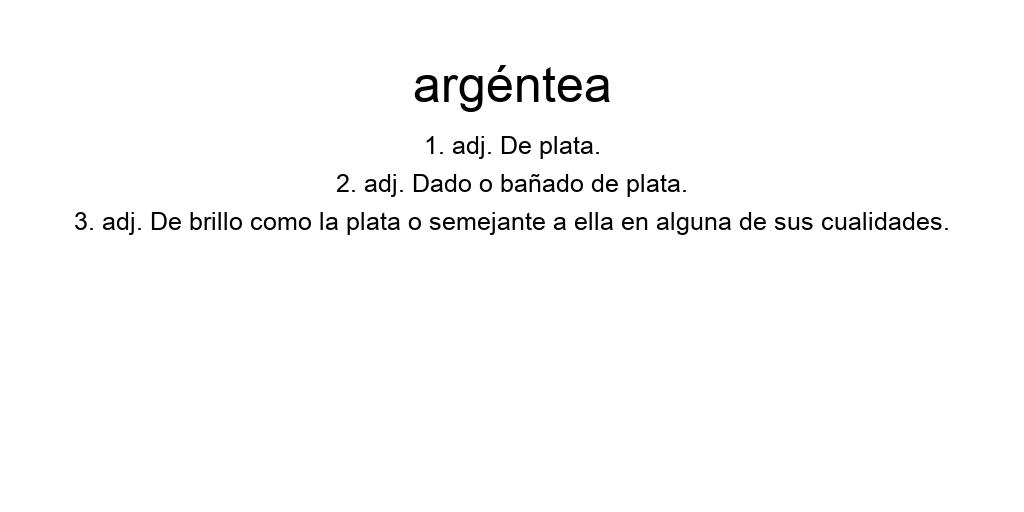 argéntea
1. adj. De plata.
2. adj. Dado o bañado de plata.
3. adj. De brillo como la plata o semejante a ella en alguna de sus cualidades.